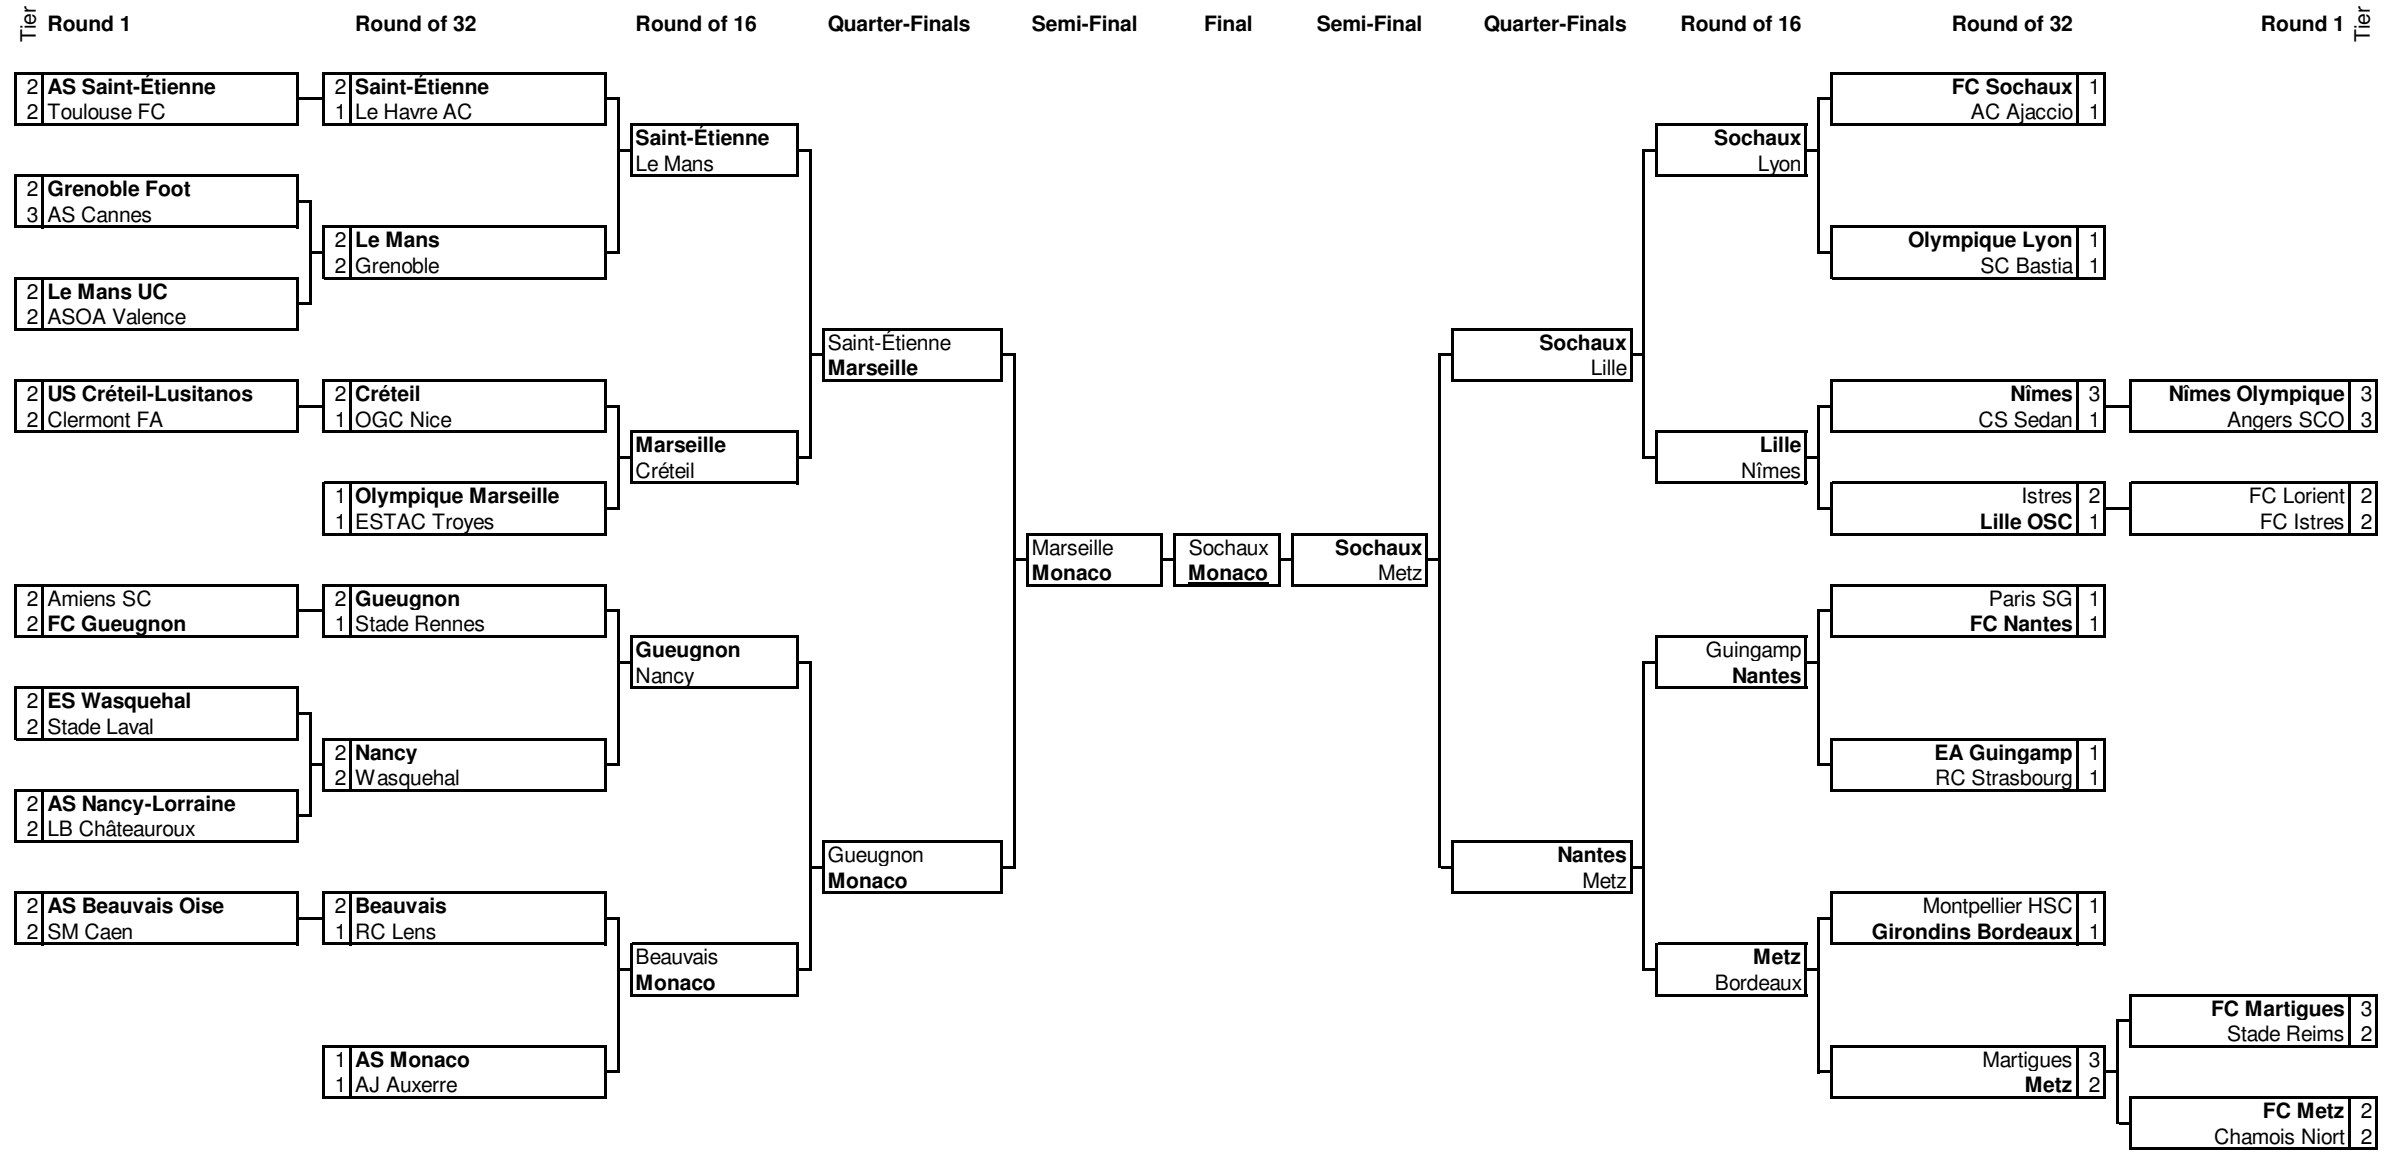 Tier Round 1 Round of 32 Round of 16 Quarter-Finals Semi-Final Final Semi-Final Quarter-Finals Round of 16 Round of 32 Round 1 Tier
2 AS Saint-Étienne
2 Toulouse FC
2 Grenoble Foot
3 AS Cannes
2 Le Mans UC
2 ASOA Valence
2 US Créteil-Lusitanos
2 Clermont FA
2 Amiens SC
2 FC Gueugnon
2 ES Wasquehal
2 Stade Laval
2 AS Nancy-Lorraine
2 LB Châteauroux
2 AS Beauvais Oise
2 SM Caen
2 Saint-Étienne
1 Le Havre AC
2 Le Mans
2 Grenoble
2 Créteil
1 OGC Nice
1 Olympique Marseille
1 ESTAC Troyes
2 Gueugnon
1 Stade Rennes
2 Nancy
2 Wasquehal
2 Beauvais
1 RC Lens
1 AS Monaco
1 AJ Auxerre
Saint-Étienne
Le Mans
Marseille
Créteil
Gueugnon
Nancy
Beauvais
Monaco
Saint-Étienne
Marseille
Gueugnon
Monaco
Marseille
Monaco
Sochaux
Monaco
Sochaux
Metz
Sochaux
Lille
Nantes
Metz
Sochaux
Lyon
Lille
Nîmes
Guingamp
Nantes
Metz
Bordeaux
FC Sochaux 1
AC Ajaccio 1
Olympique Lyon 1
SC Bastia 1
Nîmes 3
CS Sedan 1
Istres 2
Lille OSC 1
Paris SG 1
FC Nantes 1
EA Guingamp 1
RC Strasbourg 1
Montpellier HSC 1
Girondins Bordeaux 1
Martigues 3
Metz 2
Nîmes Olympique 3
Angers SCO 3
FC Lorient 2
FC Istres 2
FC Martigues 3
Stade Reims 2
FC Metz 2
Chamois Niort 2